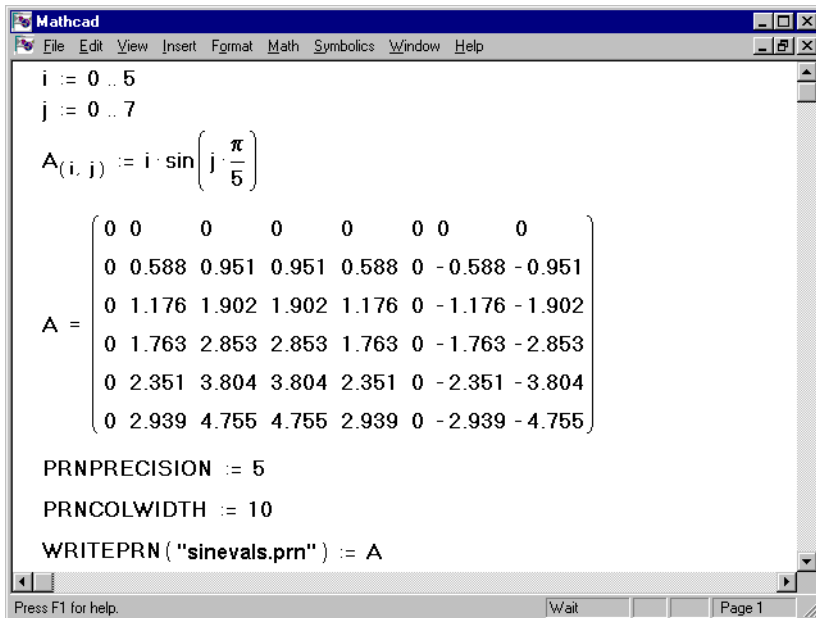 Mathcad
File Edit View Insert Format Math Symbolics Window Help
i := 0 .. 5
j := 0 .. 7
A(i, j) := i · sin(j · π/5)
0 0 0 0 0 0 0 0
0 0.588 0.951 0.951 0.588 0 -0.588 -0.951
0 1.176 1.902 1.902 1.176 0 -1.176 -1.902
A =
0 1.763 2.853 2.853 1.763 0 -1.763 -2.853
0 2.351 3.804 3.804 2.351 0 -2.351 -3.804
0 2.939 4.755 4.755 2.939 0 -2.939 -4.755
PRNPRECISION := 5
PRNCOLWIDTH := 10
WRITEPRN("sinevals.prn") := A
Press F1 for help. Wait Page 1